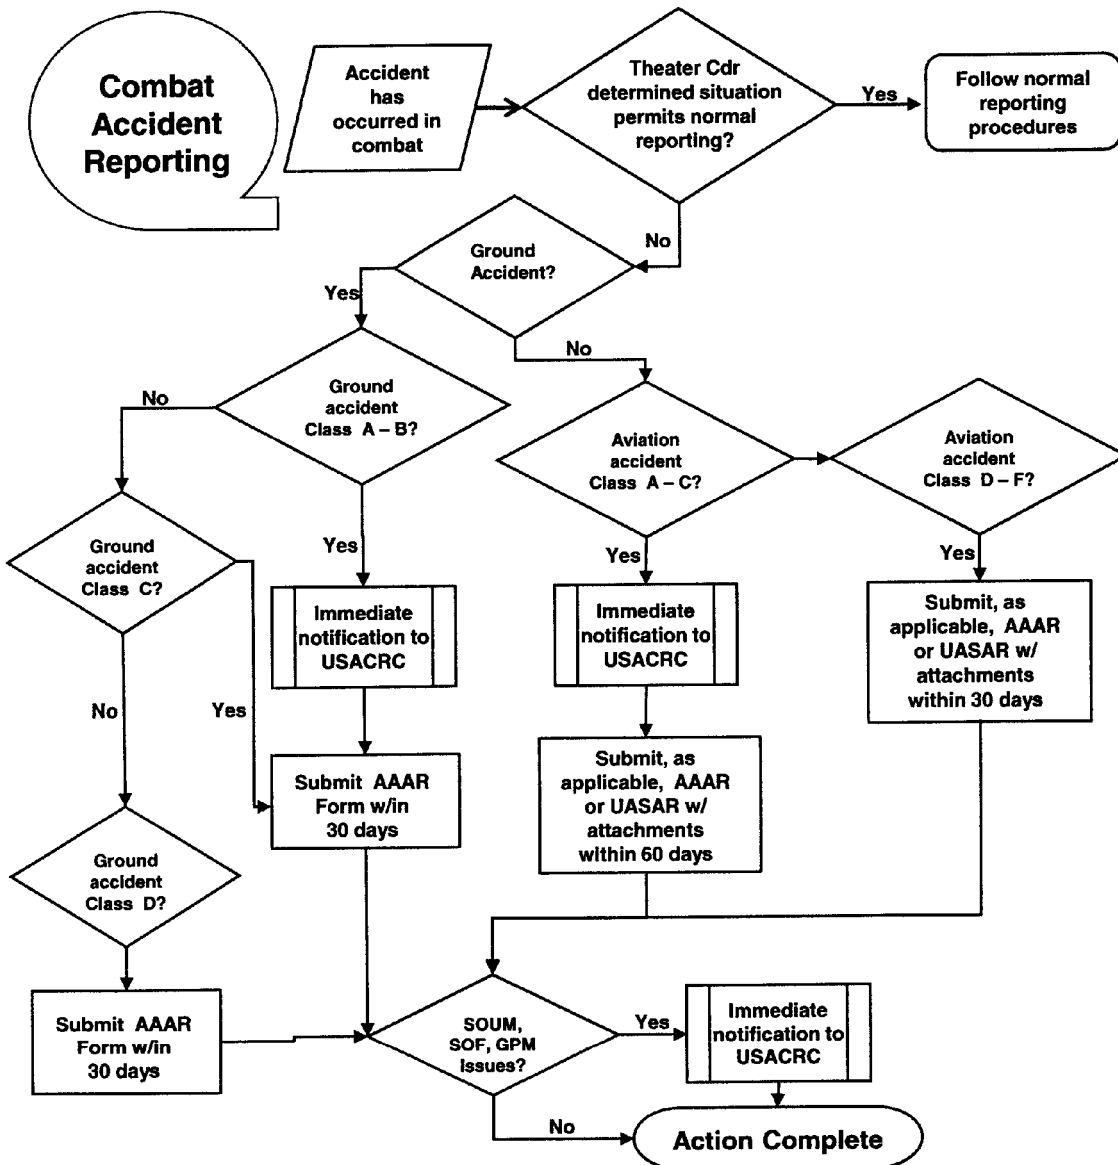 Combat
Accident
Reporting
Accident
has
occurred in
combat
Theater Cdr
determined situation
permits normal
reporting?
Yes
Follow normal
reporting
procedures
No
Ground
Accident?
Yes
No
Ground
accident
Class A – B?
No
Aviation
accident
Class A – C?
Aviation
accident
Class D – F?
Ground
accident
Class C?
Yes
Yes
Yes
Immediate
notification to
USACRC
Immediate
notification to
USACRC
Submit, as
applicable, AAAR
or UASAR w/
attachments
within 30 days
No
Yes
Submit AAAR
Form w/in
30 days
Submit, as
applicable, AAAR
or UASAR w/
attachments
within 60 days
Ground
accident
Class D?
Submit AAAR
Form w/in
30 days
SOUM,
SOF, GPM
Issues?
Yes
Immediate
notification to
USACRC
No
Action Complete